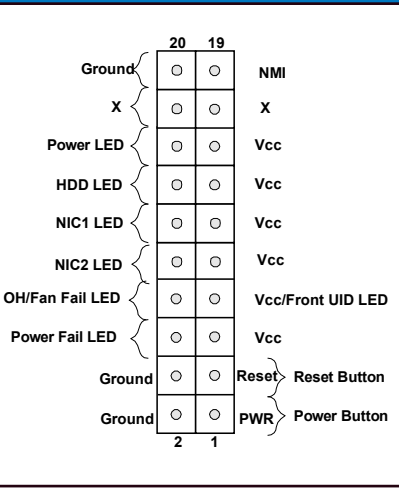 20 19
Ground NMI
X X
Power LED Vcc
HDD LED Vcc
NIC1 LED Vcc
NIC2 LED Vcc
OH/Fan Fail LED Vcc/Front UID LED
Power Fail LED Vcc
Ground Reset Reset Button
Ground PWR Power Button
2 1